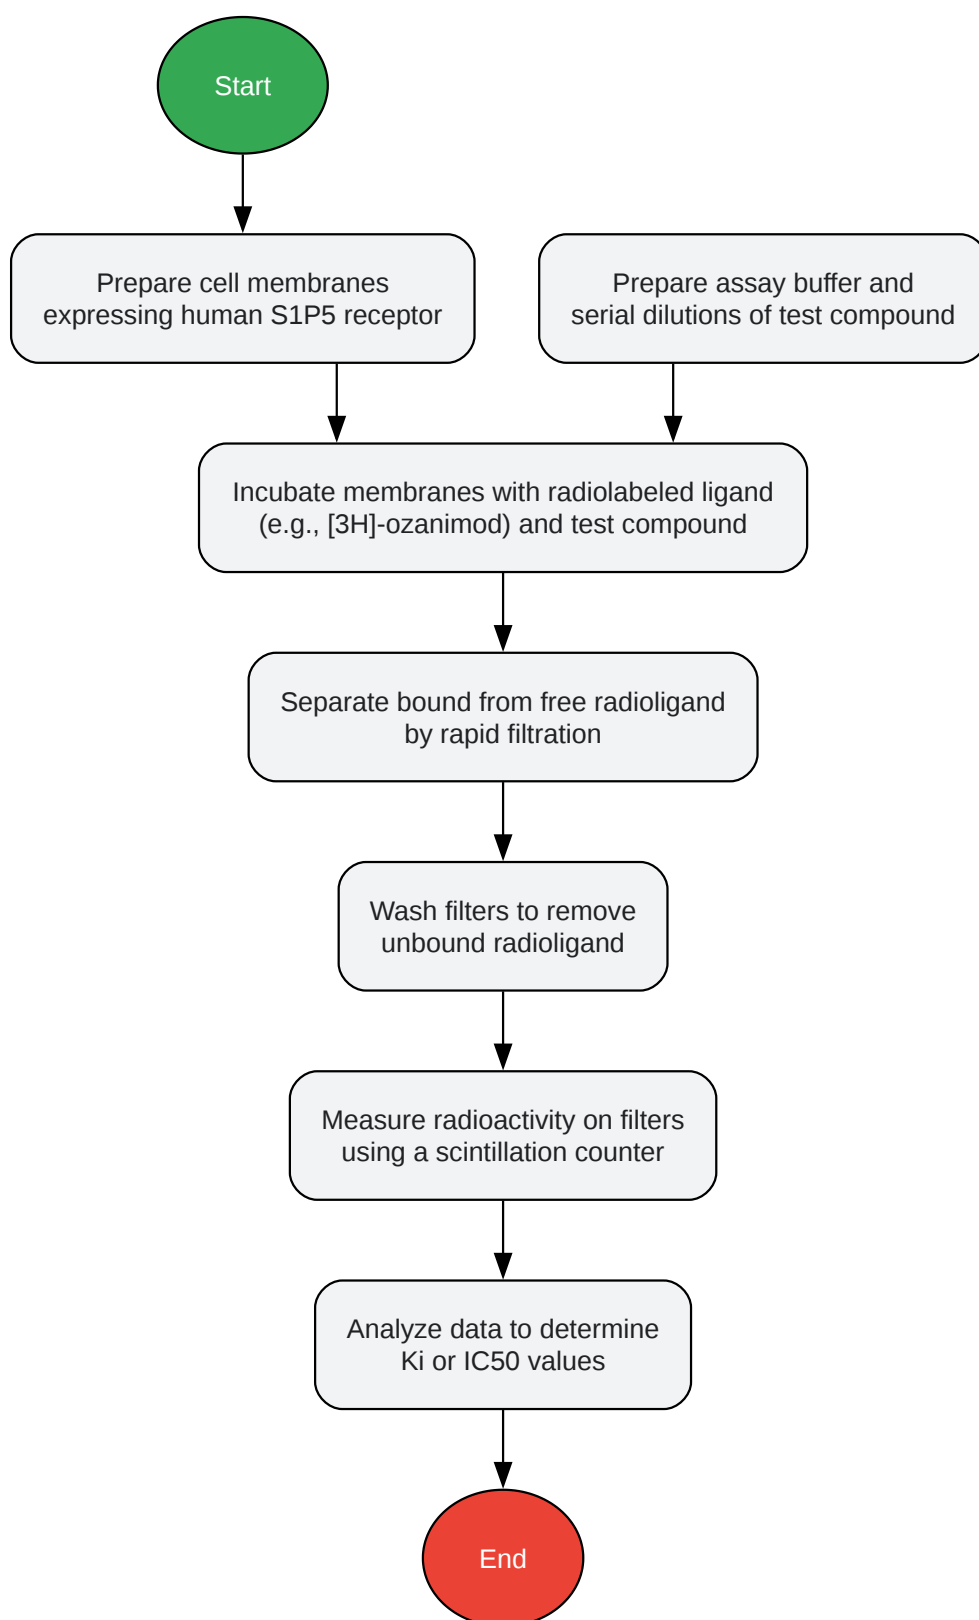 Start
Prepare cell membranes
expressing human S1P5 receptor
Prepare assay buffer and
serial dilutions of test compound
Incubate membranes with radiolabeled ligand
(e.g., [3H]-ozanimod) and test compound
Separate bound from free radioligand
by rapid filtration
Wash filters to remove
unbound radioligand
Measure radioactivity on filters
using a scintillation counter
Analyze data to determine
Ki or IC50 values
End